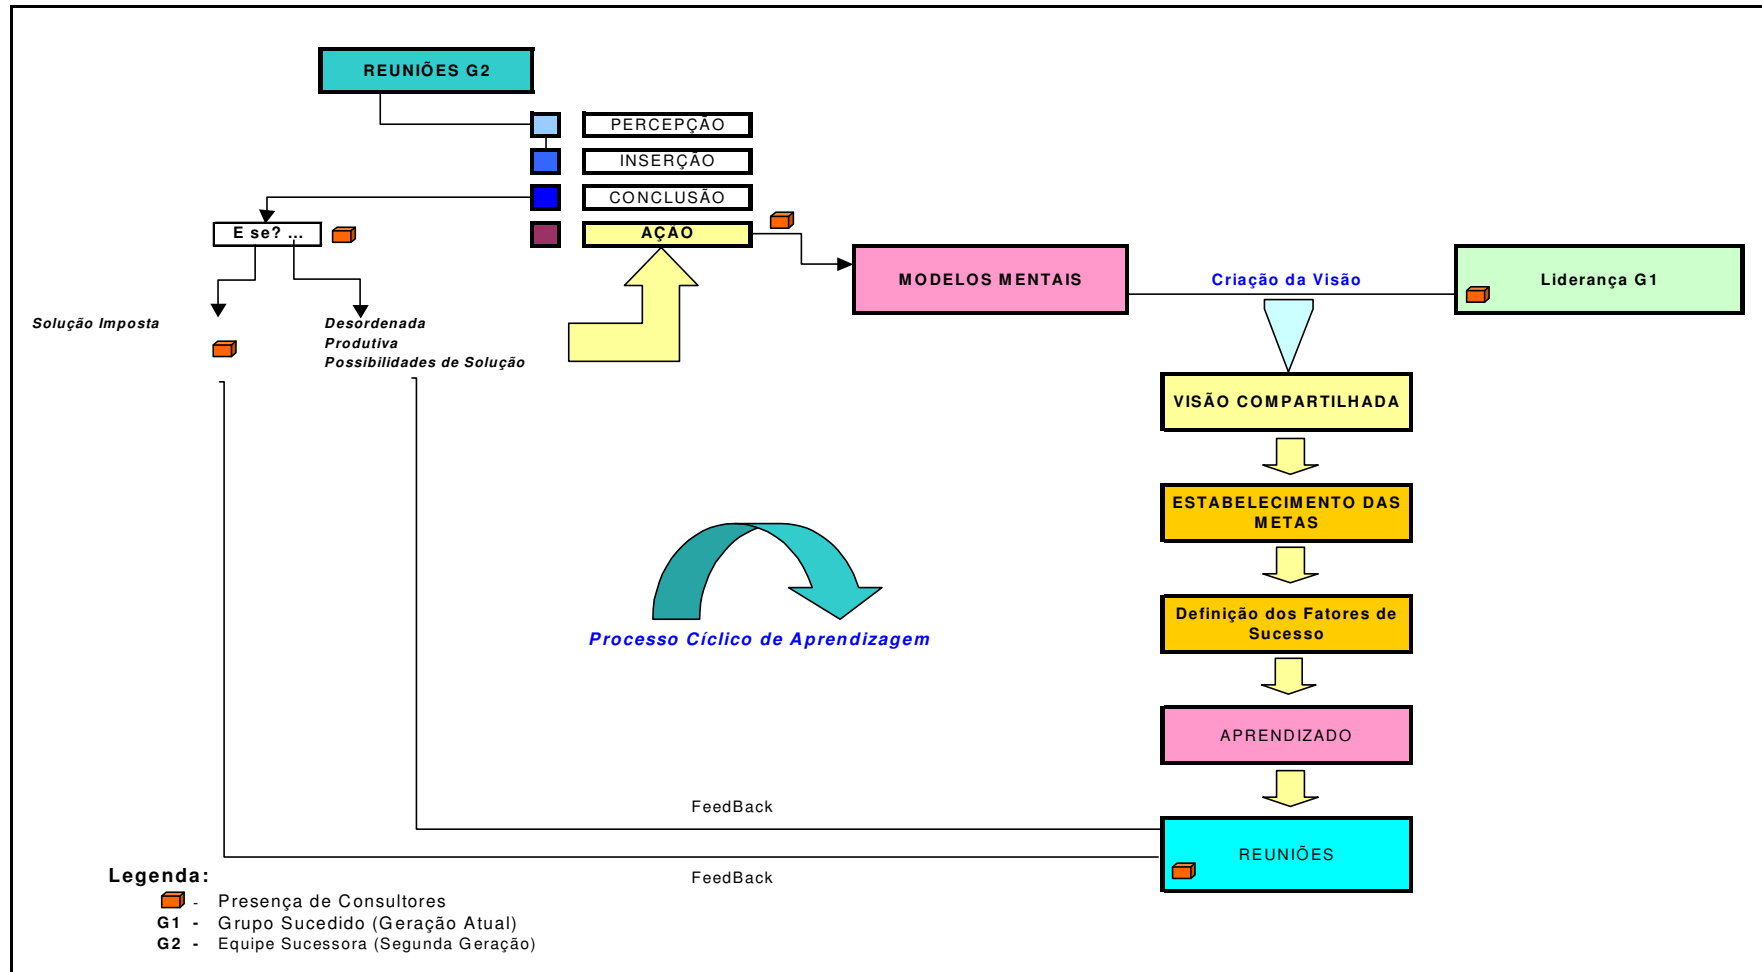 REUNIÕES G2
PERCEPÇÃO
INSERÇÃO
CONCLUSÃO
AÇÃO
E se? ...
MODELOS MENTAIS
Criação da Visão
Liderança G1
Solução Imposta
Desordenada
Produtiva
Possibilidades de Solução
VISÃO COMPARTILHADA
ESTABELECIMENTO DAS
METAS
Definição dos Fatores de
Sucesso
Processo Cíclico de Aprendizagem
APRENDIZADO
FeedBack
REUNIÕES
FeedBack
Legenda:
- Presença de Consultores
G1 - Grupo Sucedido (Geração Atual)
G2 - Equipe Sucessora (Segunda Geração)